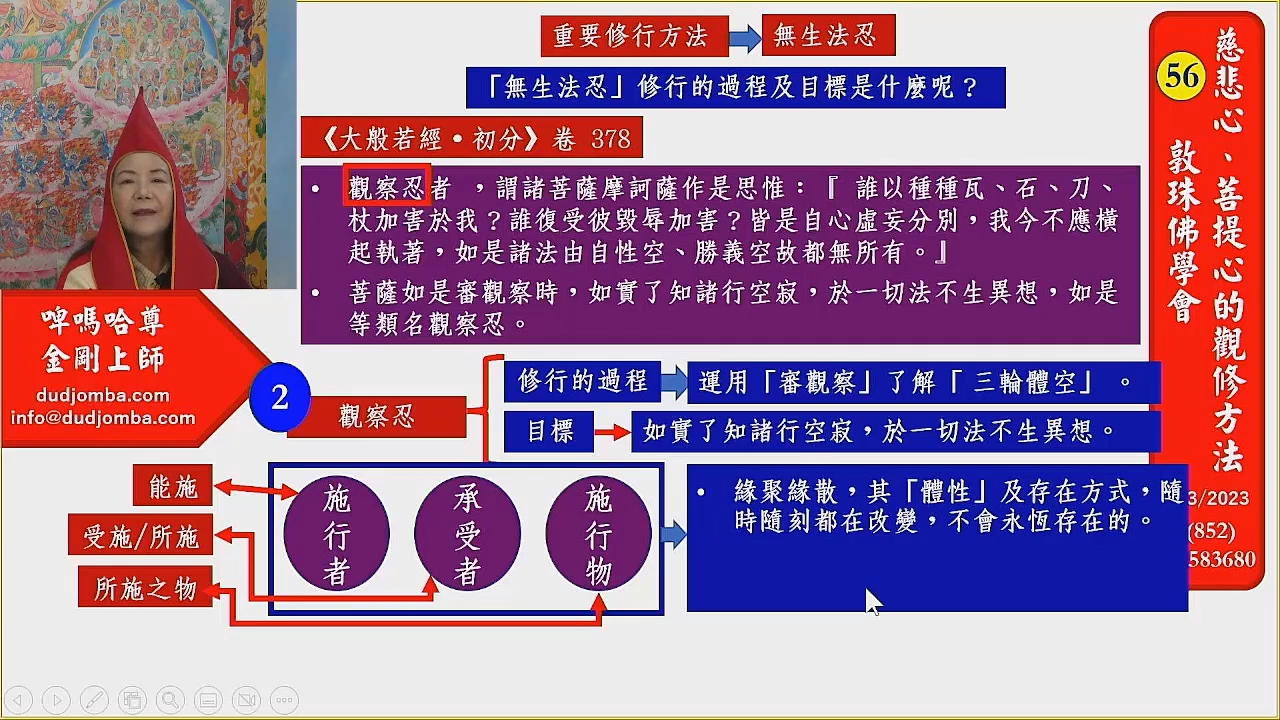 重要修行方法
無生法忍
「無生法忍」修行的過程及目標是什麼呢？
《大般若經•初分》卷 378
• 觀察忍者 ，謂諸菩薩摩訶薩作是思惟：『 誰以種種瓦、石、刀、
杖加害於我？誰復受彼毀辱加害？皆是自心虛妄分別，我今不應橫
起執著，如是諸法由自性空、勝義空故都無所有。』
• 菩薩如是審觀察時，如實了知諸行空寂，於一切法不生異想，如是
等類名觀察忍。
啤嗎哈尊
金剛上師
dudjomba.com
info@dudjomba.com
2
觀察忍
修行的過程
運用「審觀察」了解「 三輪體空」 。
目標
如實了知諸行空寂，於一切法不生異想。
能施
受施/所施
所施之物
施行者
承受者
施行物
• 緣聚緣散，其「體性」及存在方式，隨
時隨刻都在改變，不會永恆存在的。
56
慈悲心、菩提心的觀修方法
敦珠佛學會
3/2023
(852)
583680